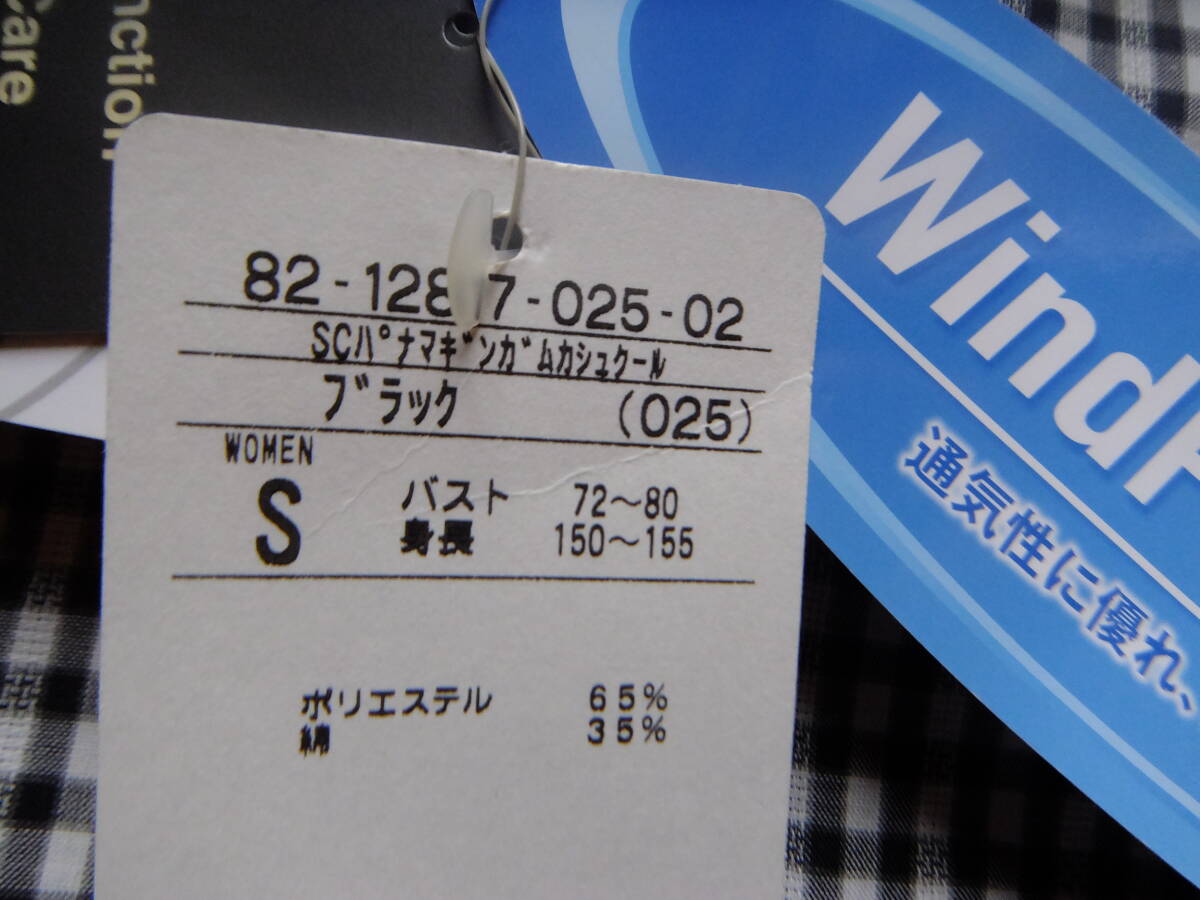 nction
Care
82-1287-025-02
SCパナマギンガムカシュクール
ブラック (025)
WOMEN
S
バスト 72～80
身長 150～155
ポリエステル 65%
綿 35%
Wind
通気性に優れ、